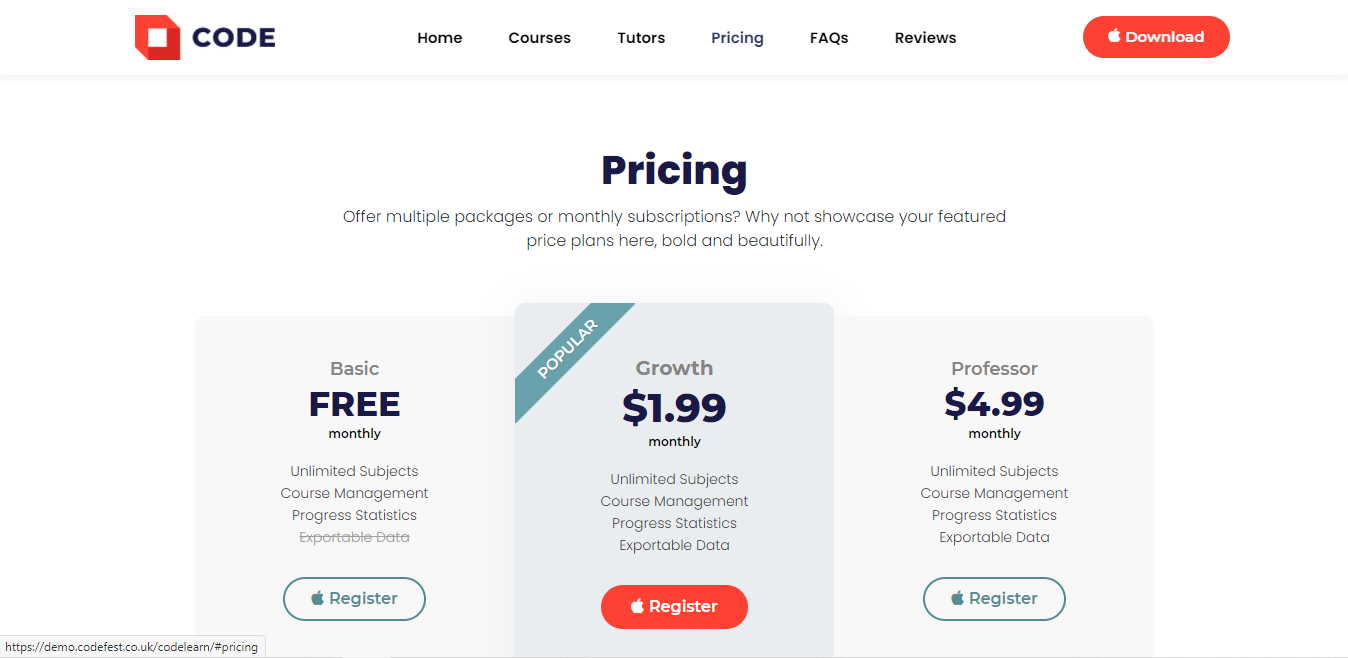 CODE
Home
Courses
Tutors
Pricing
FAQs
Reviews
Download
Pricing
Offer multiple packages or monthly subscriptions? Why not showcase your featured
price plans here, bold and beautifully.
Basic
FREE
monthly
Unlimited Subjects
Course Management
Progress Statistics
Exportable Data
Register
POPULAR
Growth
$1.99
monthly
Unlimited Subjects
Course Management
Progress Statistics
Exportable Data
Register
Professor
$4.99
monthly
Unlimited Subjects
Course Management
Progress Statistics
Exportable Data
Register
https://demo.codefest.co.uk/codelearn/#pricing